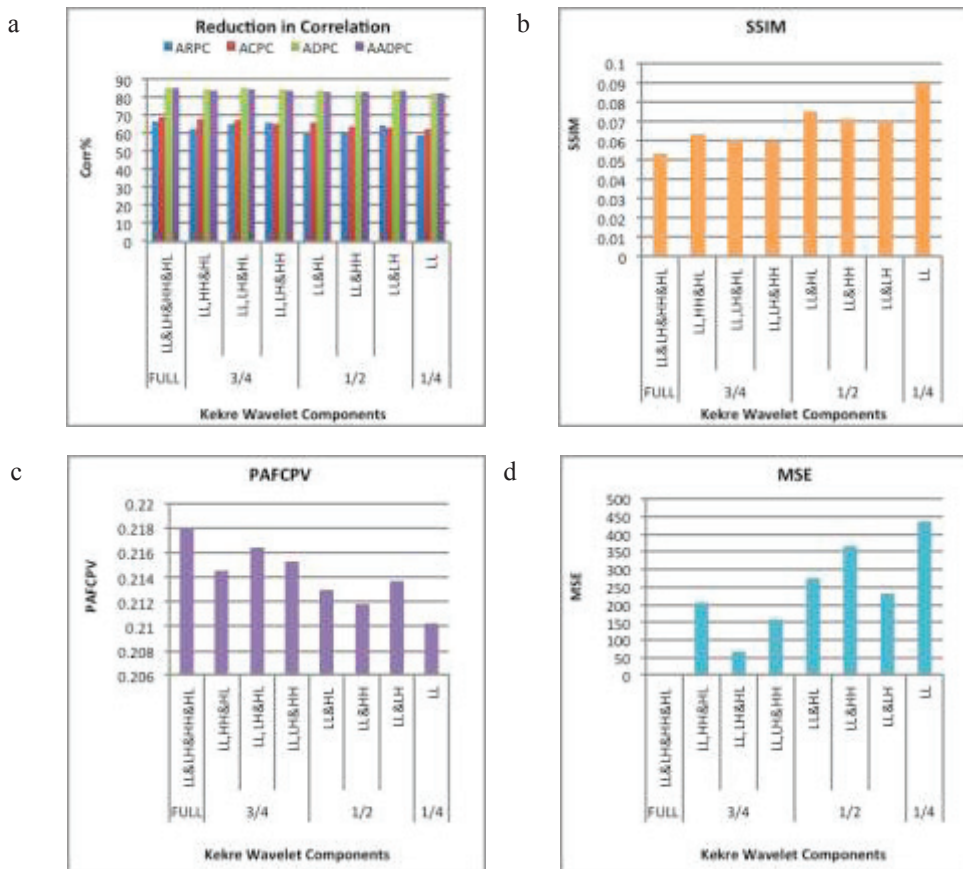 a
Reduction in Correlation
ARPC ACPC ADPC AADPC
90
80
70
60
50
40
30
20
10
0
Corr%
LL&LH&HH&HL
LL,HH&HL
LL,LH&HL
LL,LH&HH
LL&HL
LL&HH
LL&LH
LL
FULL 3/4 1/2 1/4
Kekre Wavelet Components
b
SSIM
0.1
0.09
0.08
0.07
0.06
0.05
0.04
0.03
0.02
0.01
0
SSIM
LL&LH&HH&HL
LL,HH&HL
LL,LH&HL
LL,LH&HH
LL&HL
LL&HH
LL&LH
LL
FULL 3/4 1/2 1/4
Kekre Wavelet Components
c
PAFCPV
0.22
0.218
0.216
0.214
0.212
0.21
0.208
0.206
PAFCPV
LL&LH&HH&HL
LL,HH&HL
LL,LH&HL
LL,LH&HH
LL&HL
LL&HH
LL&LH
LL
FULL 3/4 1/2 1/4
Kekre Wavelet Components
d
MSE
500
450
400
350
300
250
200
150
100
50
0
MSE
LL&LH&HH&HL
LL,HH&HL
LL,LH&HL
LL,LH&HH
LL&HL
LL&HH
LL&LH
LL
FULL 3/4 1/2 1/4
Kekre Wavelet Components